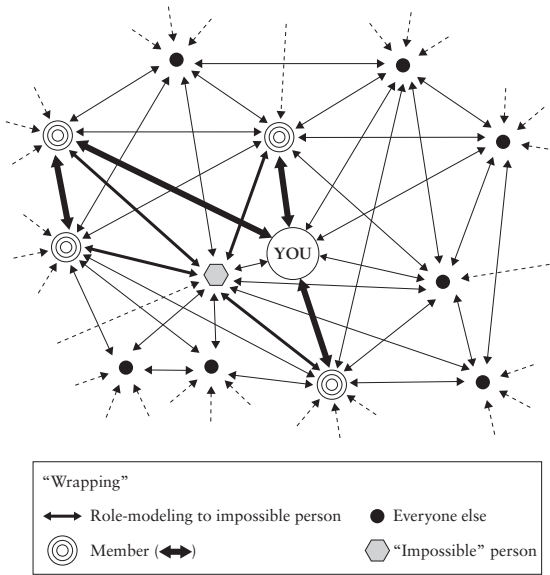 YOU
“Wrapping”
Role-modeling to impossible person
Everyone else
Member ( )
“Impossible” person